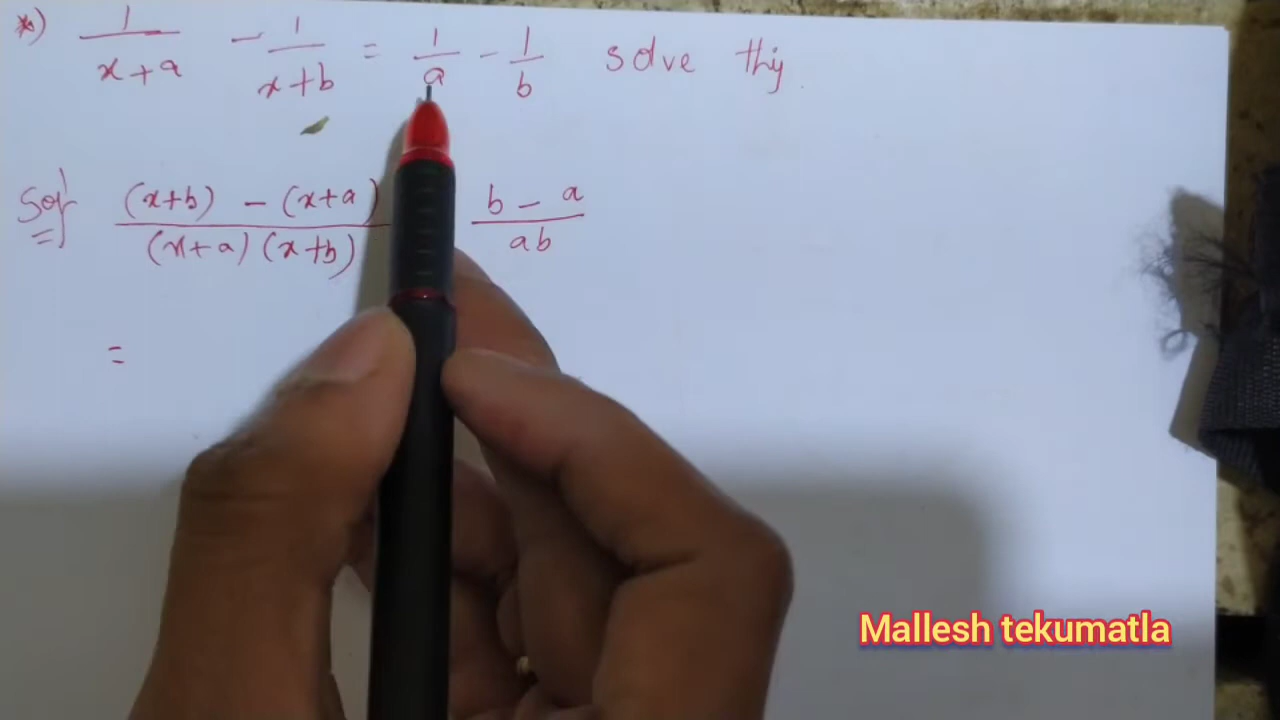 *) 1/(x+a) - 1/(x+b) = 1/a - 1/b solve this.
Sol) ((x+b) - (x+a))/((x+a)(x+b)) (b - a)/ab
=
Mallesh tekumatla